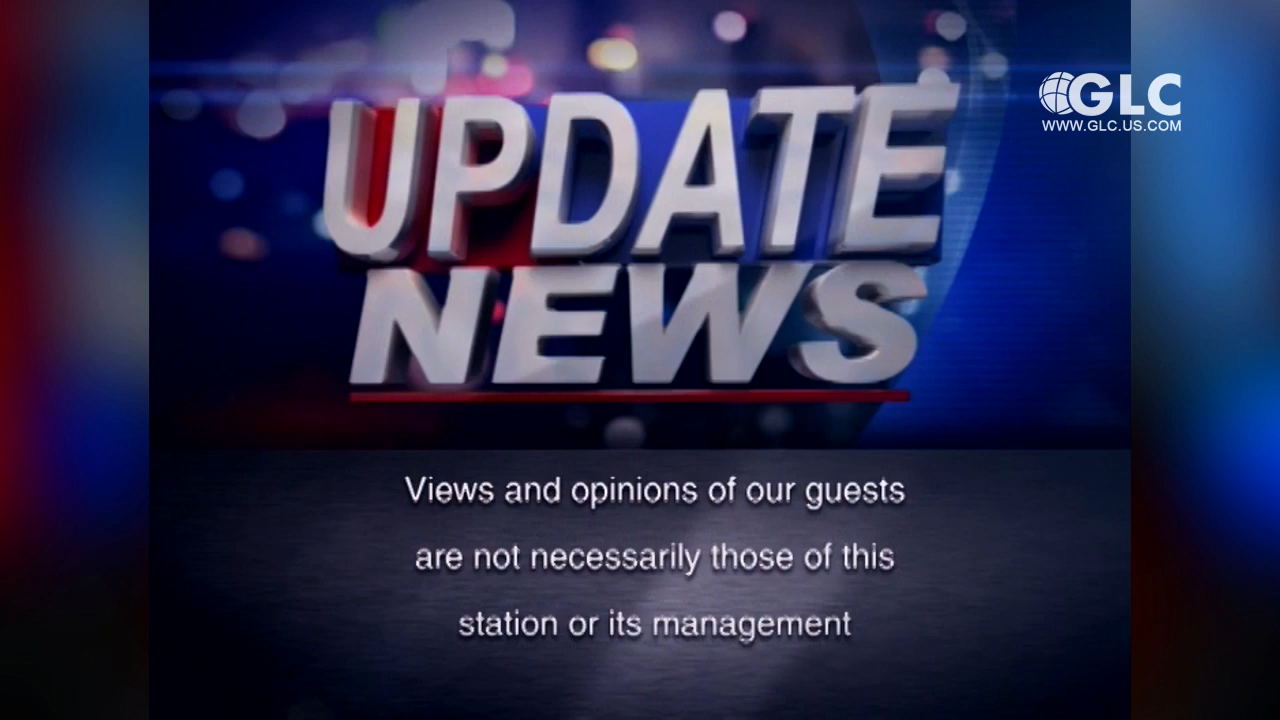 UPDATE
NEWS
GLC
WWW.GLC.US.COM
Views and opinions of our guests
are not necessarily those of this
station or its management